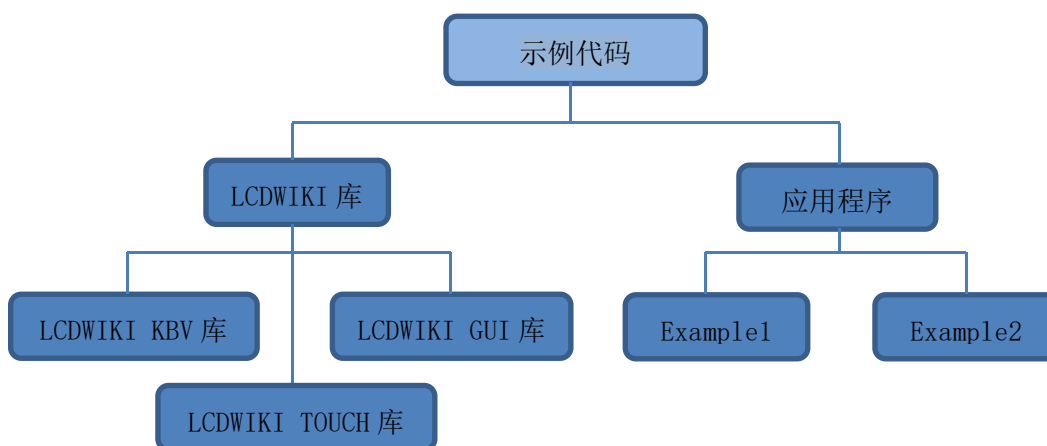 示例代码
LCDWIKI 库
应用程序
LCDWIKI KBV 库
LCDWIKI GUI 库
Example1
Example2
LCDWIKI TOUCH 库